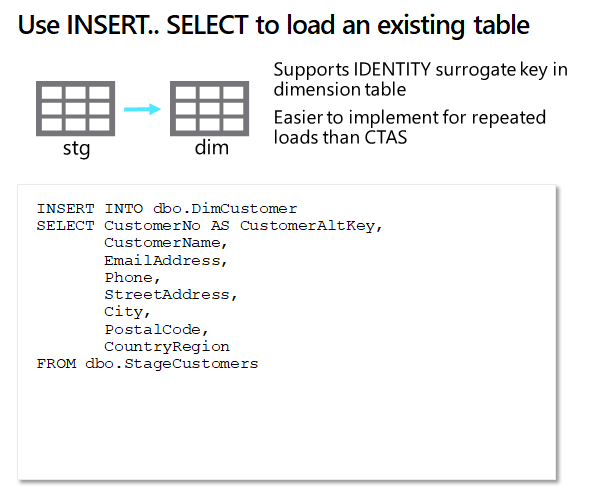 Use INSERT.. SELECT to load an existing table
stg
dim
Supports IDENTITY surrogate key in
dimension table
Easier to implement for repeated
loads than CTAS
INSERT INTO dbo.DimCustomer
SELECT CustomerNo AS CustomerAltKey,
CustomerName,
EmailAddress,
Phone,
StreetAddress,
City,
PostalCode,
CountryRegion
FROM dbo.StageCustomers